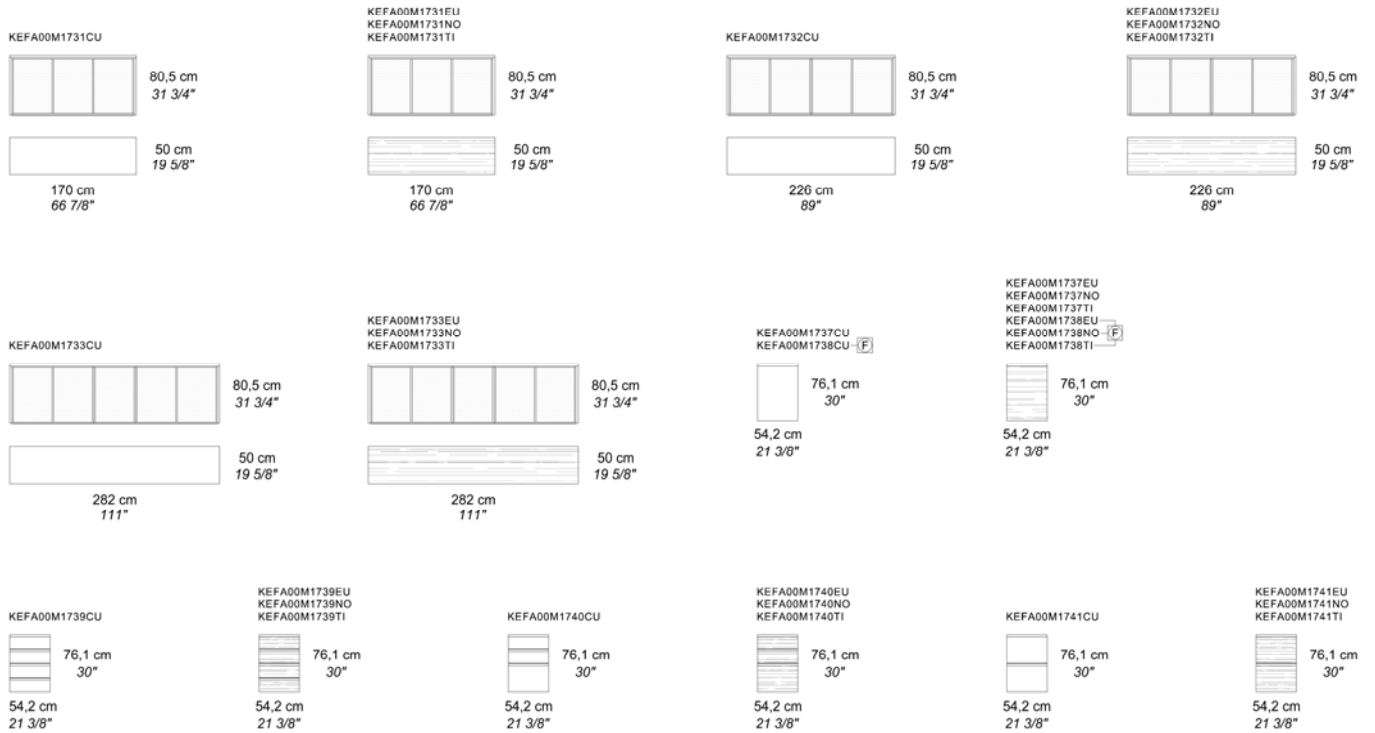 KEFA00M1731CU
80,5 cm
31 3/4"
50 cm
19 5/8"
170 cm
66 7/8"
KEFA00M1731EU
KEFA00M1731NO
KEFA00M1731TI
80,5 cm
31 3/4"
50 cm
19 5/8"
170 cm
66 7/8"
KEFA00M1732CU
80,5 cm
31 3/4"
50 cm
19 5/8"
226 cm
89"
KEFA00M1732EU
KEFA00M1732NO
KEFA00M1732TI
80,5 cm
31 3/4"
50 cm
19 5/8"
226 cm
89"
KEFA00M1733CU
80,5 cm
31 3/4"
50 cm
19 5/8"
282 cm
111"
KEFA00M1733EU
KEFA00M1733NO
KEFA00M1733TI
80,5 cm
31 3/4"
50 cm
19 5/8"
282 cm
111"
KEFA00M1737CU
KEFA00M1738CU F
76,1 cm
30"
54,2 cm
21 3/8"
KEFA00M1737EU
KEFA00M1737NO
KEFA00M1737TI
KEFA00M1738EU
KEFA00M1738NO F
KEFA00M1738TI
76,1 cm
30"
54,2 cm
21 3/8"
KEFA00M1739CU
76,1 cm
30"
54,2 cm
21 3/8"
KEFA00M1739EU
KEFA00M1739NO
KEFA00M1739TI
76,1 cm
30"
54,2 cm
21 3/8"
KEFA00M1740CU
76,1 cm
30"
54,2 cm
21 3/8"
KEFA00M1740EU
KEFA00M1740NO
KEFA00M1740TI
76,1 cm
30"
54,2 cm
21 3/8"
KEFA00M1741CU
76,1 cm
30"
54,2 cm
21 3/8"
KEFA00M1741EU
KEFA00M1741NO
KEFA00M1741TI
76,1 cm
30"
54,2 cm
21 3/8"